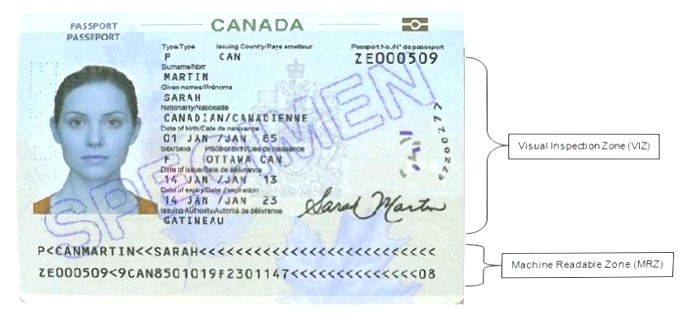 PASSPORT
PASSEPORT
CANADA
Type/Type
Issuing Country/Pays émetteur
Passport No./N° de passeport
P
CAN
ZE000509
Surname/Nom
MARTIN
Given names/Prénoms
SARAH
Nationality/Nationalité
CANADIAN/CANADIENNE
Date of birth/Date de naissance
01 JAN /JAN 85
Sex/Sexe
Place of birth/Lieu de naissance
F
OTTAWA CAN
Date of issue/Date de délivrance
14 JAN /JAN 13
Date of expiry/Date d'expiration
14 JAN /JAN 23
Issuing Authority/Autorité de délivrance
GATINEAU
Sarah Martin
SPECIMEN
P<CANMARTIN<<SARAH<<<<<<<<<<<<<<<<<<<<<<<<<<
ZE000509<9CAN8501019F2301147<<<<<<<<<<<<<<08
Visual Inspection Zone (VIZ)
Machine Readable Zone (MRZ)